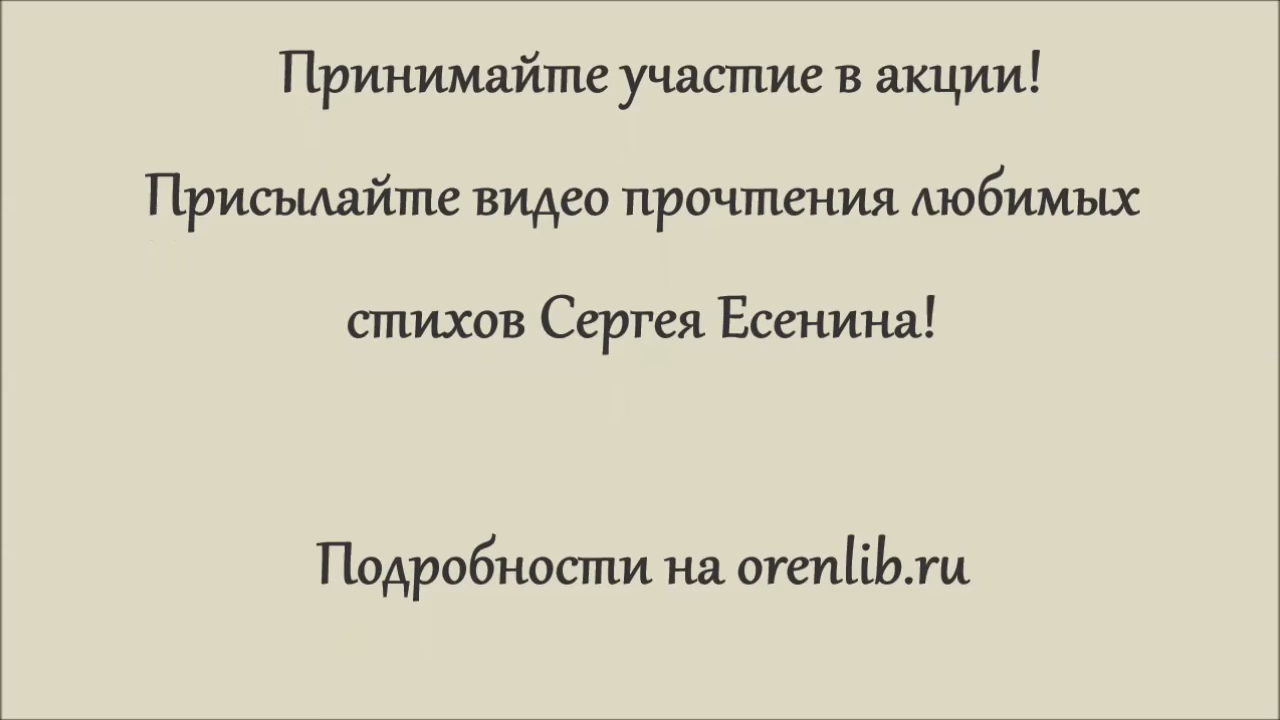 Принимайте участие в акции!
Присылайте видео прочтения любимых
стихов Сергея Есенина!
Подробности на orenlib.ru